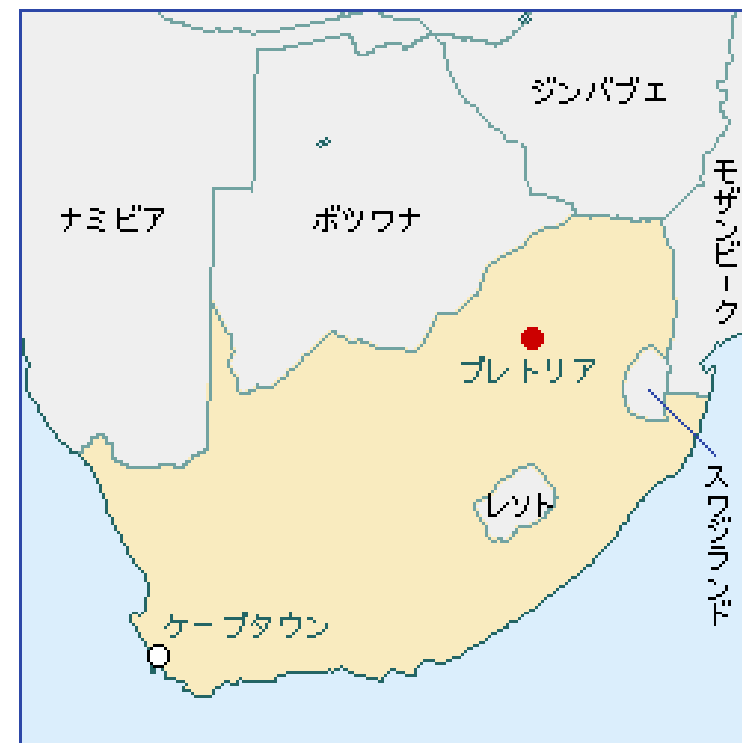 ジンバブエ
モザンビーク
ナミビア
ボツワナ
プレトリア
レソト
スワジランド
ケープタウン